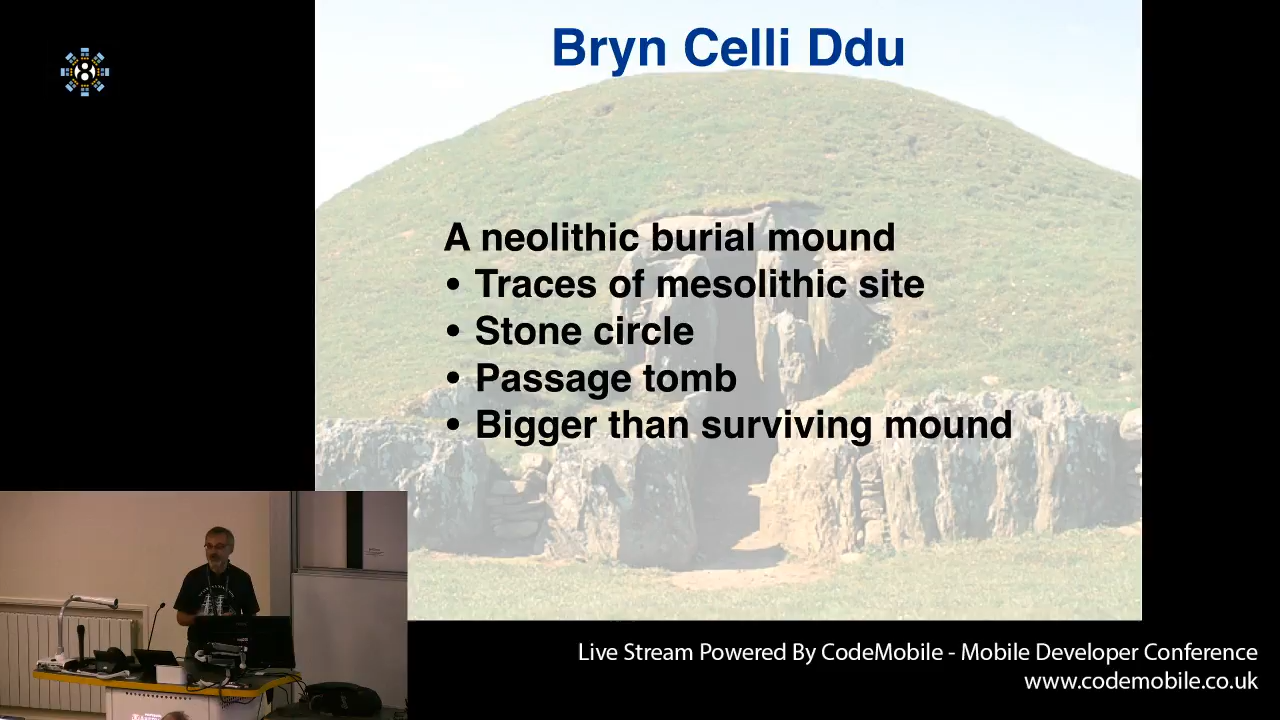 Bryn Celli Ddu
A neolithic burial mound
• Traces of mesolithic site
• Stone circle
• Passage tomb
• Bigger than surviving mound
Live Stream Powered By CodeMobile - Mobile Developer Conference
www.codemobile.co.uk